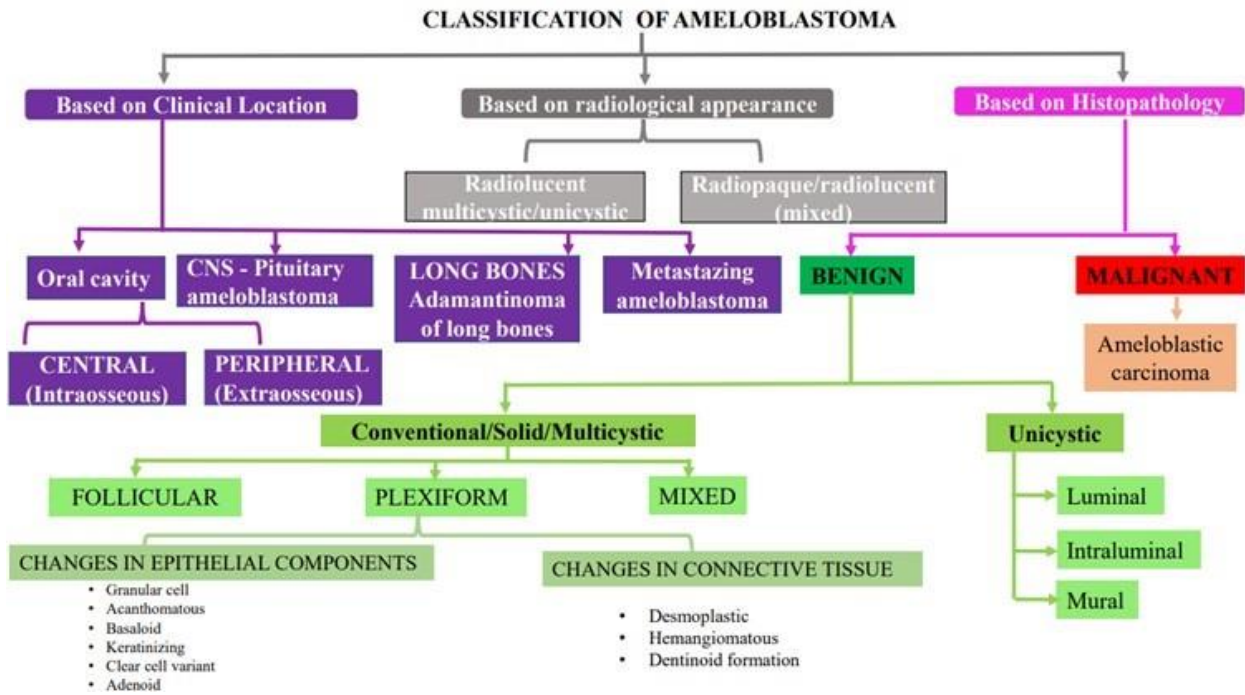 CLASSIFICATION OF AMELOBLASTOMA
Based on Clinical Location
Based on radiological appearance
Based on Histopathology
Radiolucent
multicystic/unicystic
Radiopaque/radiolucent
(mixed)
Oral cavity
CNS - Pituitary
ameloblastoma
LONG BONES
Adamantinoma
of long bones
Metastazing
ameloblastoma
BENIGN
MALIGNANT
CENTRAL
(Intraosseous)
PERIPHERAL
(Extraosseous)
Ameloblastic
carcinoma
Conventional/Solid/Multicystic
Unicystic
FOLLICULAR
PLEXIFORM
MIXED
Luminal
Intraluminal
Mural
CHANGES IN EPITHELIAL COMPONENTS
• Granular cell
• Acanthomatous
• Basaloid
• Keratinizing
• Clear cell variant
• Adenoid
CHANGES IN CONNECTIVE TISSUE
• Desmoplastic
• Hemangiomatous
• Dentinoid formation